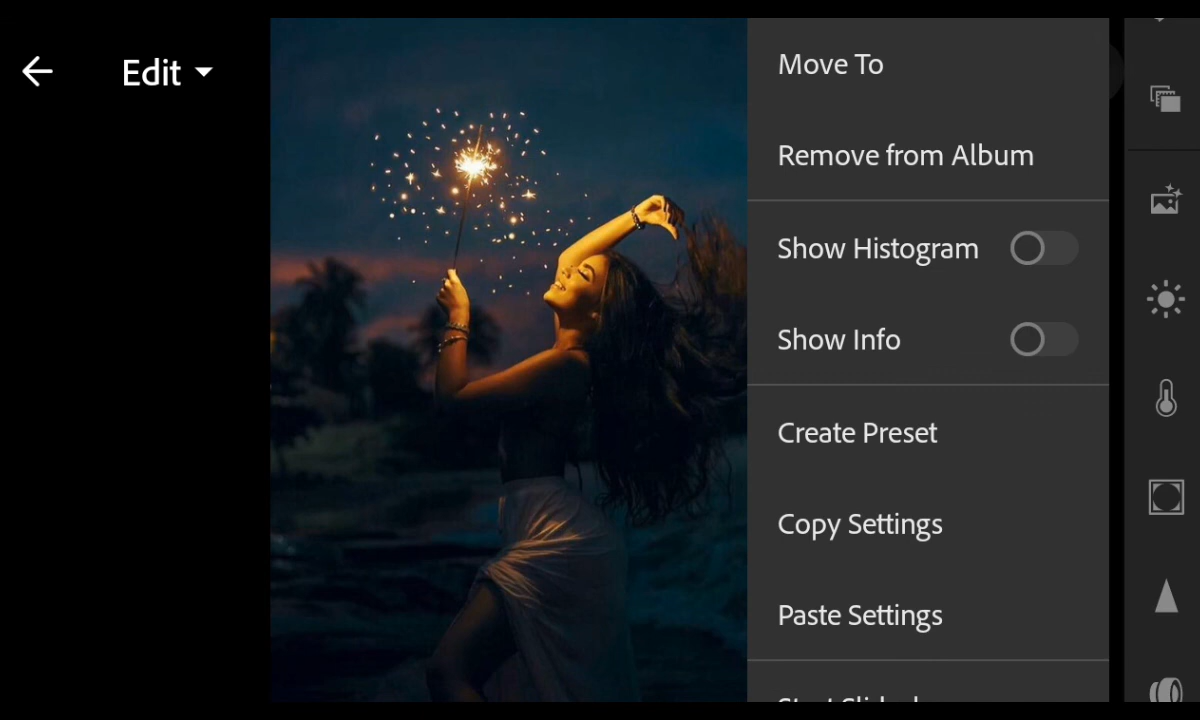 Edit
Move To
Remove from Album
Show Histogram
Show Info
Create Preset
Copy Settings
Paste Settings